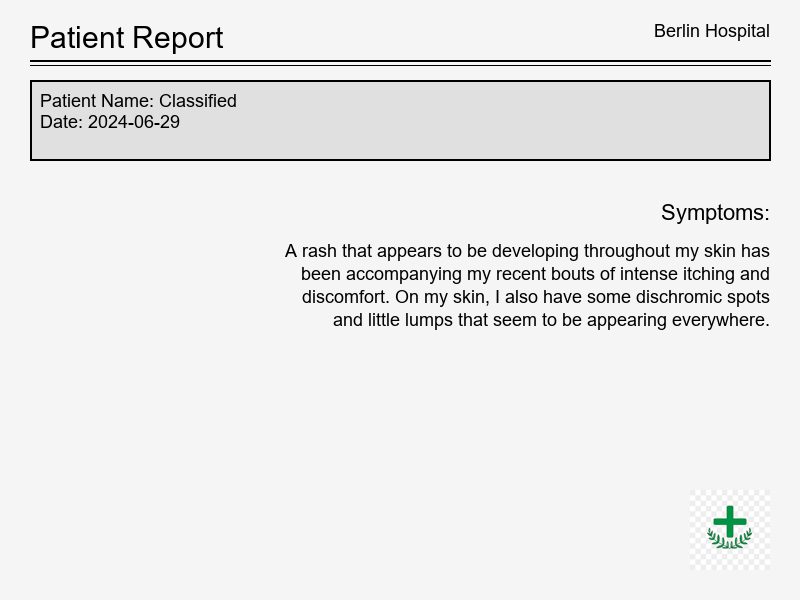 Patient Report
Berlin Hospital
Patient Name: Classified
Date: 2024-06-29
Symptoms:
A rash that appears to be developing throughout my skin has
been accompanying my recent bouts of intense itching and
discomfort. On my skin, I also have some dischromic spots
and little lumps that seem to be appearing everywhere.